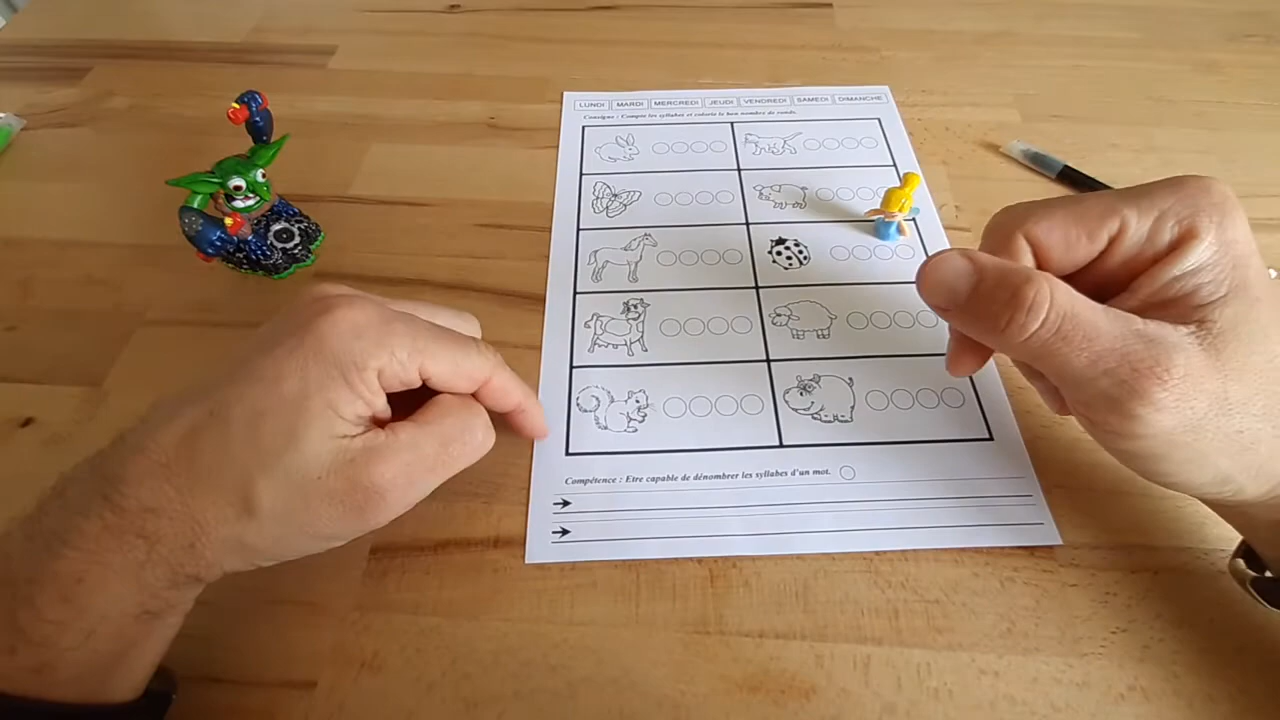 LUNDI MARDI MERCREDI JEUDI VENDREDI SAMEDI DIMANCHE
Consigne : Compte les syllabes et colorie le bon nombre de ronds.
Compétence : Etre capable de dénombrer les syllabes d'un mot.